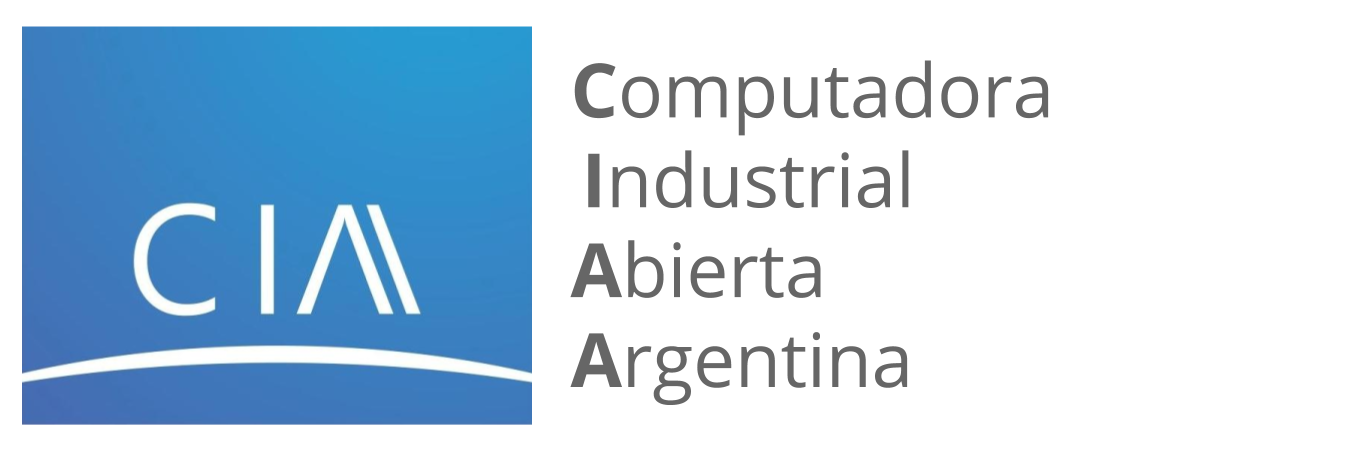 CIAA
Computadora
Industrial
Abierta
Argentina